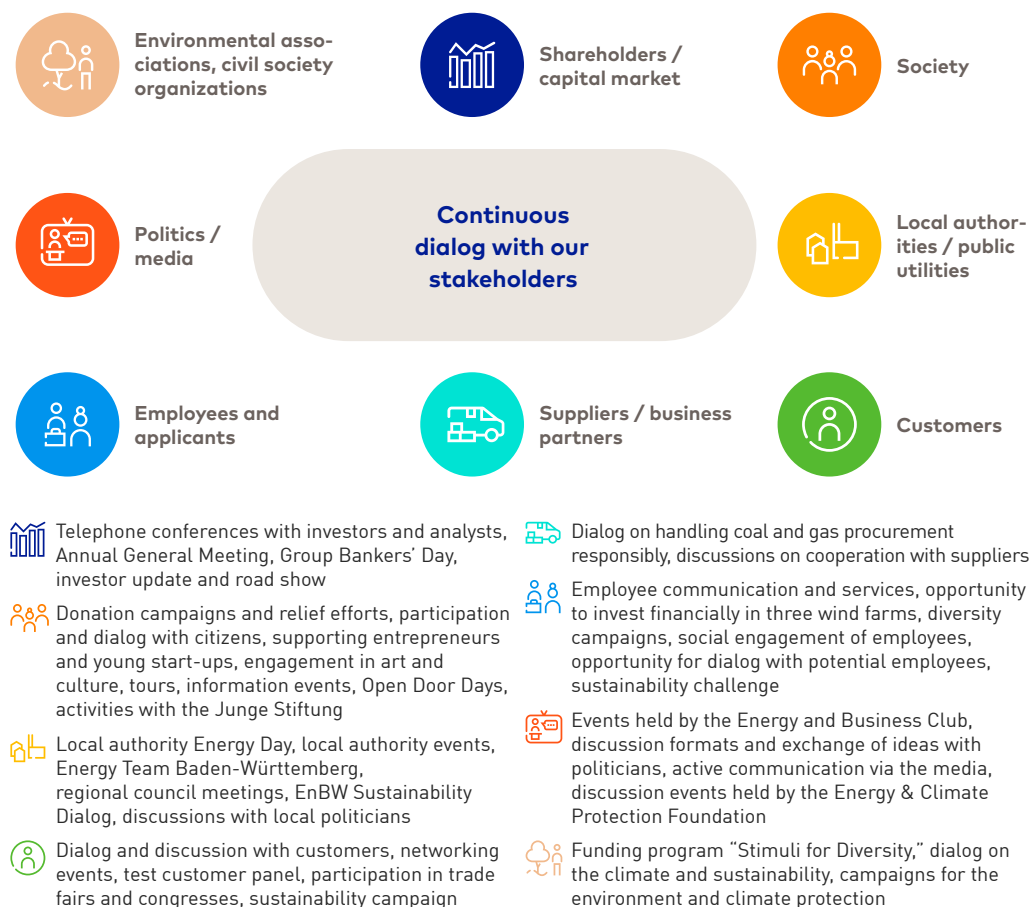 Environmental asso-
ciations, civil society
organizations
Shareholders /
capital market
Society
Politics /
media
Continuous
dialog with our
stakeholders
Local author-
ities / public
utilities
Employees and
applicants
Suppliers / business
partners
Customers
Telephone conferences with investors and analysts,
Annual General Meeting, Group Bankers’ Day,
investor update and road show
Donation campaigns and relief efforts, participation
and dialog with citizens, supporting entrepreneurs
and young start-ups, engagement in art and
culture, tours, information events, Open Door Days,
activities with the Junge Stiftung
Local authority Energy Day, local authority events,
Energy Team Baden-Württemberg,
regional council meetings, EnBW Sustainability
Dialog, discussions with local politicians
Dialog and discussion with customers, networking
events, test customer panel, participation in trade
fairs and congresses, sustainability campaign
Dialog on handling coal and gas procurement
responsibly, discussions on cooperation with suppliers
Employee communication and services, opportunity
to invest financially in three wind farms, diversity
campaigns, social engagement of employees,
opportunity for dialog with potential employees,
sustainability challenge
Events held by the Energy and Business Club,
discussion formats and exchange of ideas with
politicians, active communication via the media,
discussion events held by the Energy & Climate
Protection Foundation
Funding program “Stimuli for Diversity,” dialog on
the climate and sustainability, campaigns for the
environment and climate protection